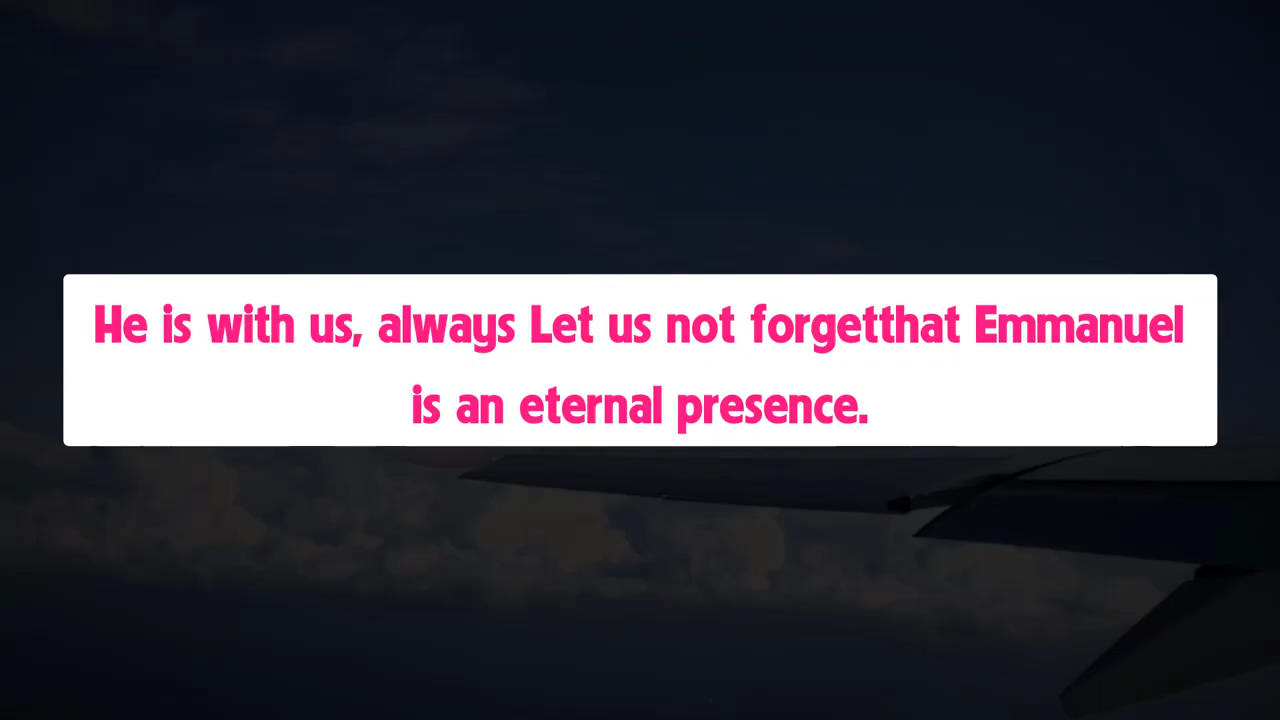 He is with us, always Let us not forgetthat Emmanuel
is an eternal presence.